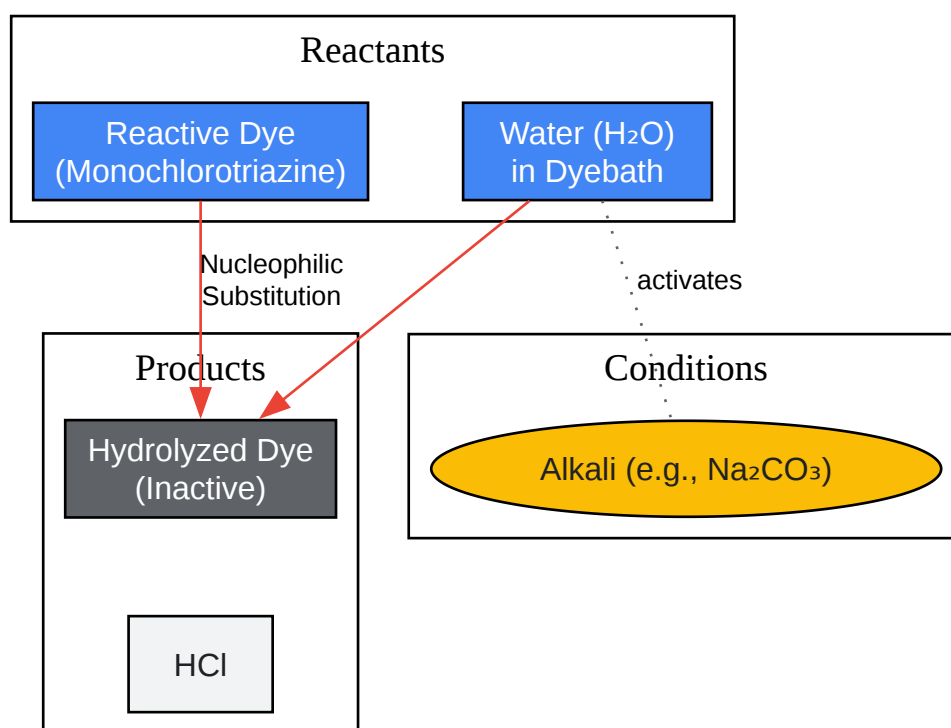 Reactants
Reactive Dye
(Monochlorotriazine)
Water (H₂O)
in Dyebath
Nucleophilic
Substitution
activates
Products
Conditions
Hydrolyzed Dye
(Inactive)
Alkali (e.g., Na₂CO₃)
HCl